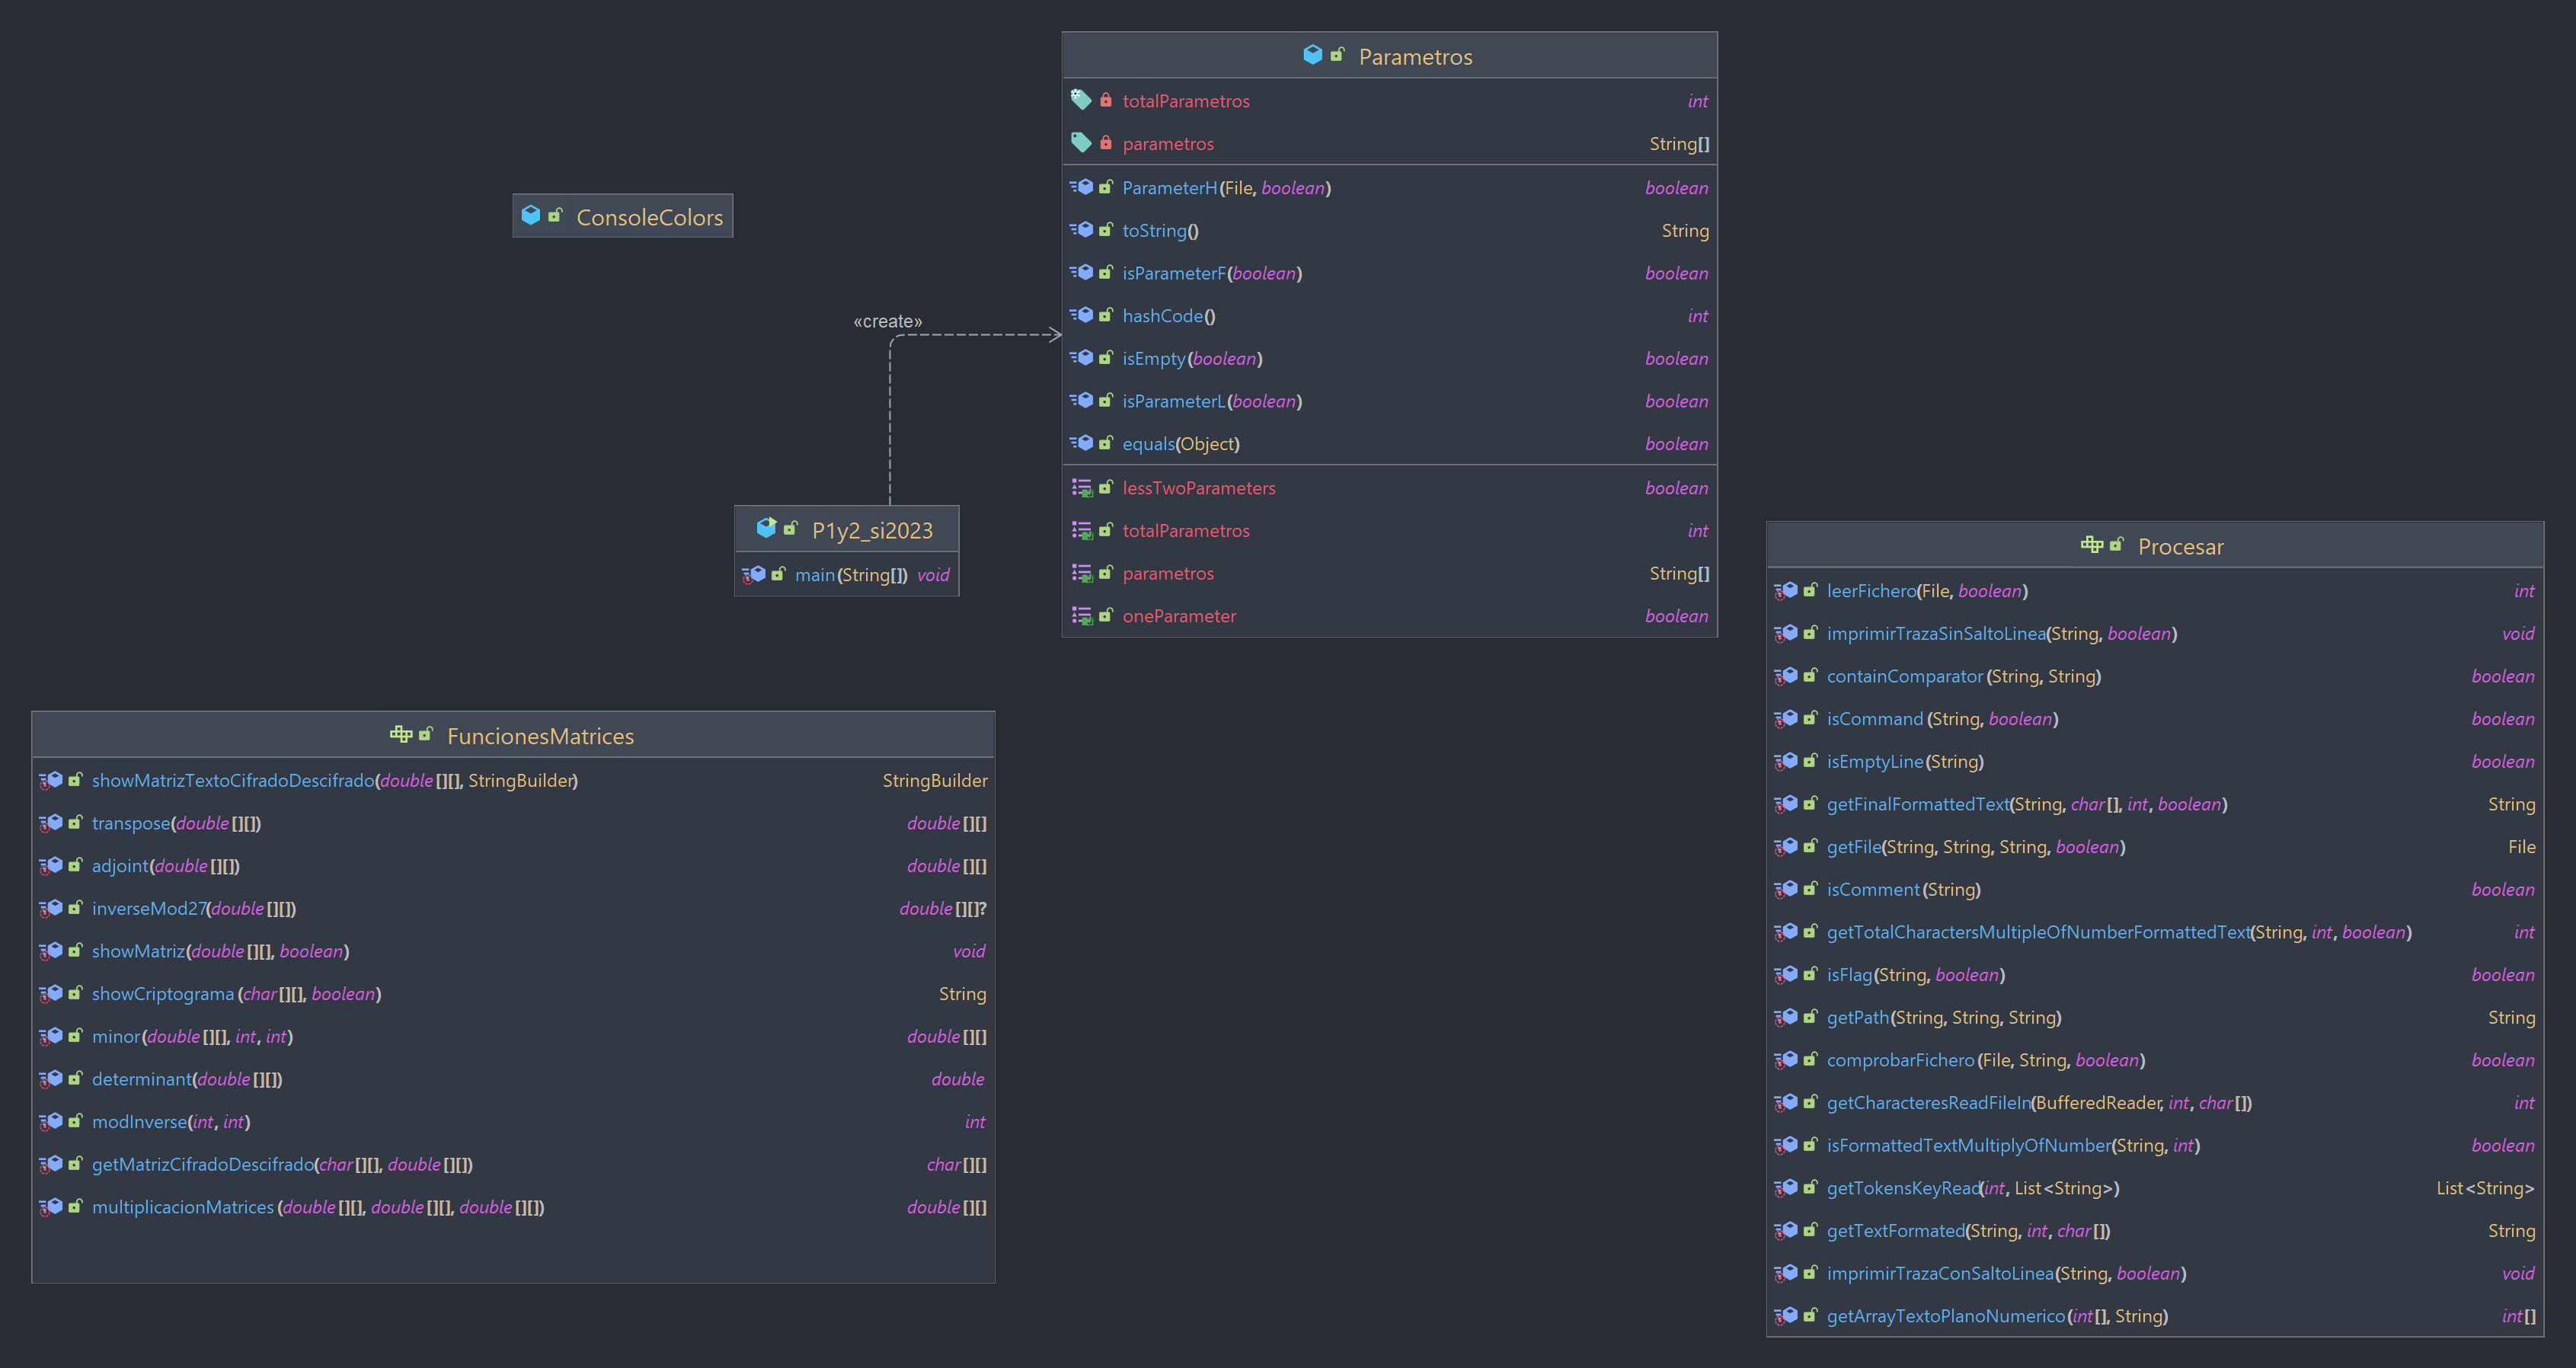 Parametros
totalParametros int
parametros String[]
ParameterH(File, boolean) boolean
toString() String
isParameterF(boolean) boolean
hashCode() int
isEmpty(boolean) boolean
isParameterL(boolean) boolean
equals(Object) boolean
lessTwoParameters boolean
totalParametros int
parametros String[]
oneParameter boolean
ConsoleColors
«create»
P1y2_si2023
main(String[]) void
FuncionesMatrices
showMatrizTextoCifradoDescifrado(double[][], StringBuilder) StringBuilder
transpose(double[][]) double[][]
adjoint(double[][]) double[][]
inverseMod27(double[][]) double[][]?
showMatriz(double[][], boolean) void
showCriptograma(char[][], boolean) String
minor(double[][], int, int) double[][]
determinant(double[][]) double
modInverse(int, int) int
getMatrizCifradoDescifrado(char[][], double[][]) char[][]
multiplicacionMatrices(double[][], double[][], double[][]) double[][]
Procesar
leerFichero(File, boolean) int
imprimirTrazaSinSaltoLinea(String, boolean) void
containComparator(String, String) boolean
isCommand(String, boolean) boolean
isEmptyLine(String) boolean
getFinalFormattedText(String, char[], int, boolean) String
getFile(String, String, String, boolean) File
isComment(String) boolean
getTotalCharactersMultipleOfNumberFormattedText(String, int, boolean) int
isFlag(String, boolean) boolean
getPath(String, String, String) String
comprobarFichero(File, String, boolean) boolean
getCharacteresReadFileIn(BufferedReader, int, char[]) int
isFormattedTextMultiplyOfNumber(String, int) boolean
getTokensKeyRead(int, List<String>) List<String>
getTextFormated(String, int, char[]) String
imprimirTrazaConSaltoLinea(String, boolean) void
getArrayTextoPlanoNumerico(int[], String) int[]